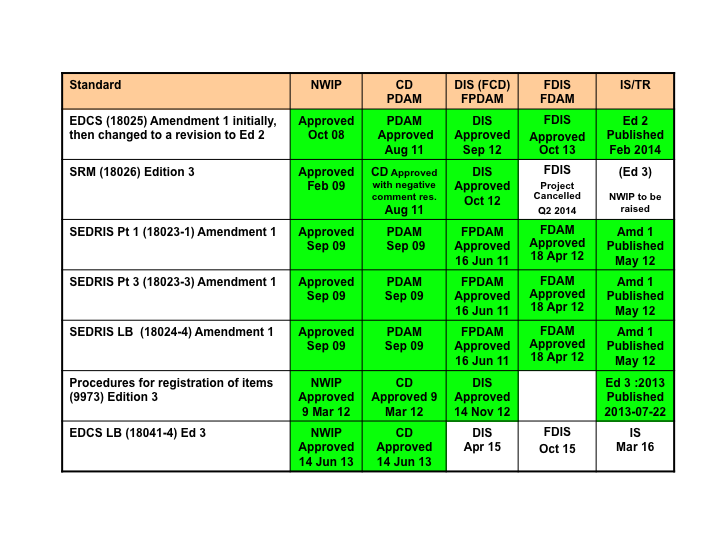 Standard
NWIP
CD
PDAM
DIS (FCD)
FPDAM
FDIS
FDAM
IS/TR
EDCS (18025) Amendment 1 initially,
then changed to a revision to Ed 2
Approved
Oct 08
PDAM
Approved
Aug 11
DIS
Approved
Sep 12
FDIS
Approved
Oct 13
Ed 2
Published
Feb 2014
SRM (18026) Edition 3
Approved
Feb 09
CD Approved
with negative
comment res.
Aug 11
DIS
Approved
Oct 12
FDIS
Project
Cancelled
Q2 2014
(Ed 3)
NWIP to be
raised
SEDRIS Pt 1 (18023-1) Amendment 1
Approved
Sep 09
PDAM
Sep 09
FPDAM
Approved
16 Jun 11
FDAM
Approved
18 Apr 12
Amd 1
Published
May 12
SEDRIS Pt 3 (18023-3) Amendment 1
Approved
Sep 09
PDAM
Sep 09
FPDAM
Approved
16 Jun 11
FDAM
Approved
18 Apr 12
Amd 1
Published
May 12
SEDRIS LB (18024-4) Amendment 1
Approved
Sep 09
PDAM
Sep 09
FPDAM
Approved
16 Jun 11
FDAM
Approved
18 Apr 12
Amd 1
Published
May 12
Procedures for registration of items
(9973) Edition 3
NWIP
Approved
9 Mar 12
CD
Approved 9
Mar 12
DIS
Approved
14 Nov 12
Ed 3 :2013
Published
2013-07-22
EDCS LB (18041-4) Ed 3
NWIP
Approved
14 Jun 13
CD
Approved
14 Jun 13
DIS
Apr 15
FDIS
Oct 15
IS
Mar 16